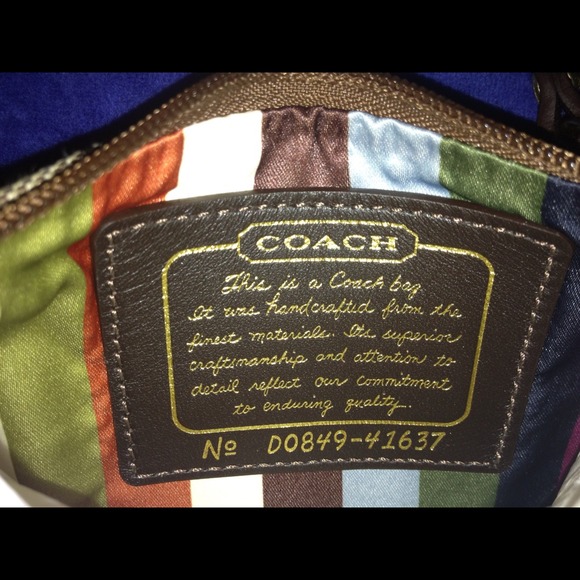 COACH
This is a Coach bag
It was handcrafted from the
finest materials. Its superior
craftsmanship and attention to
detail reflect our commitment
to enduring quality.
No D0849-41637